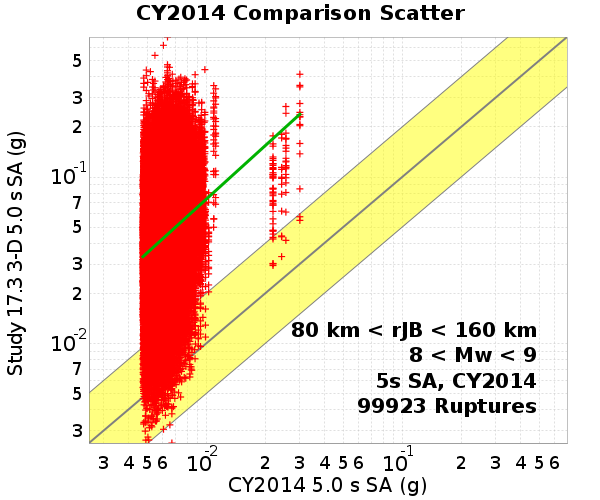 CY2014 Comparison Scatter
Study 17.3 3-D 5.0 s SA (g)
5
3
2
10-1
7
5
3
2
10-2
7
5
3
80 km < rJB < 160 km
8 < Mw < 9
5s SA, CY2014
99923 Ruptures
3 4 5 6 10-2 2 3 4 5 6 10-1 2 3 4 5 6
CY2014 5.0 s SA (g)